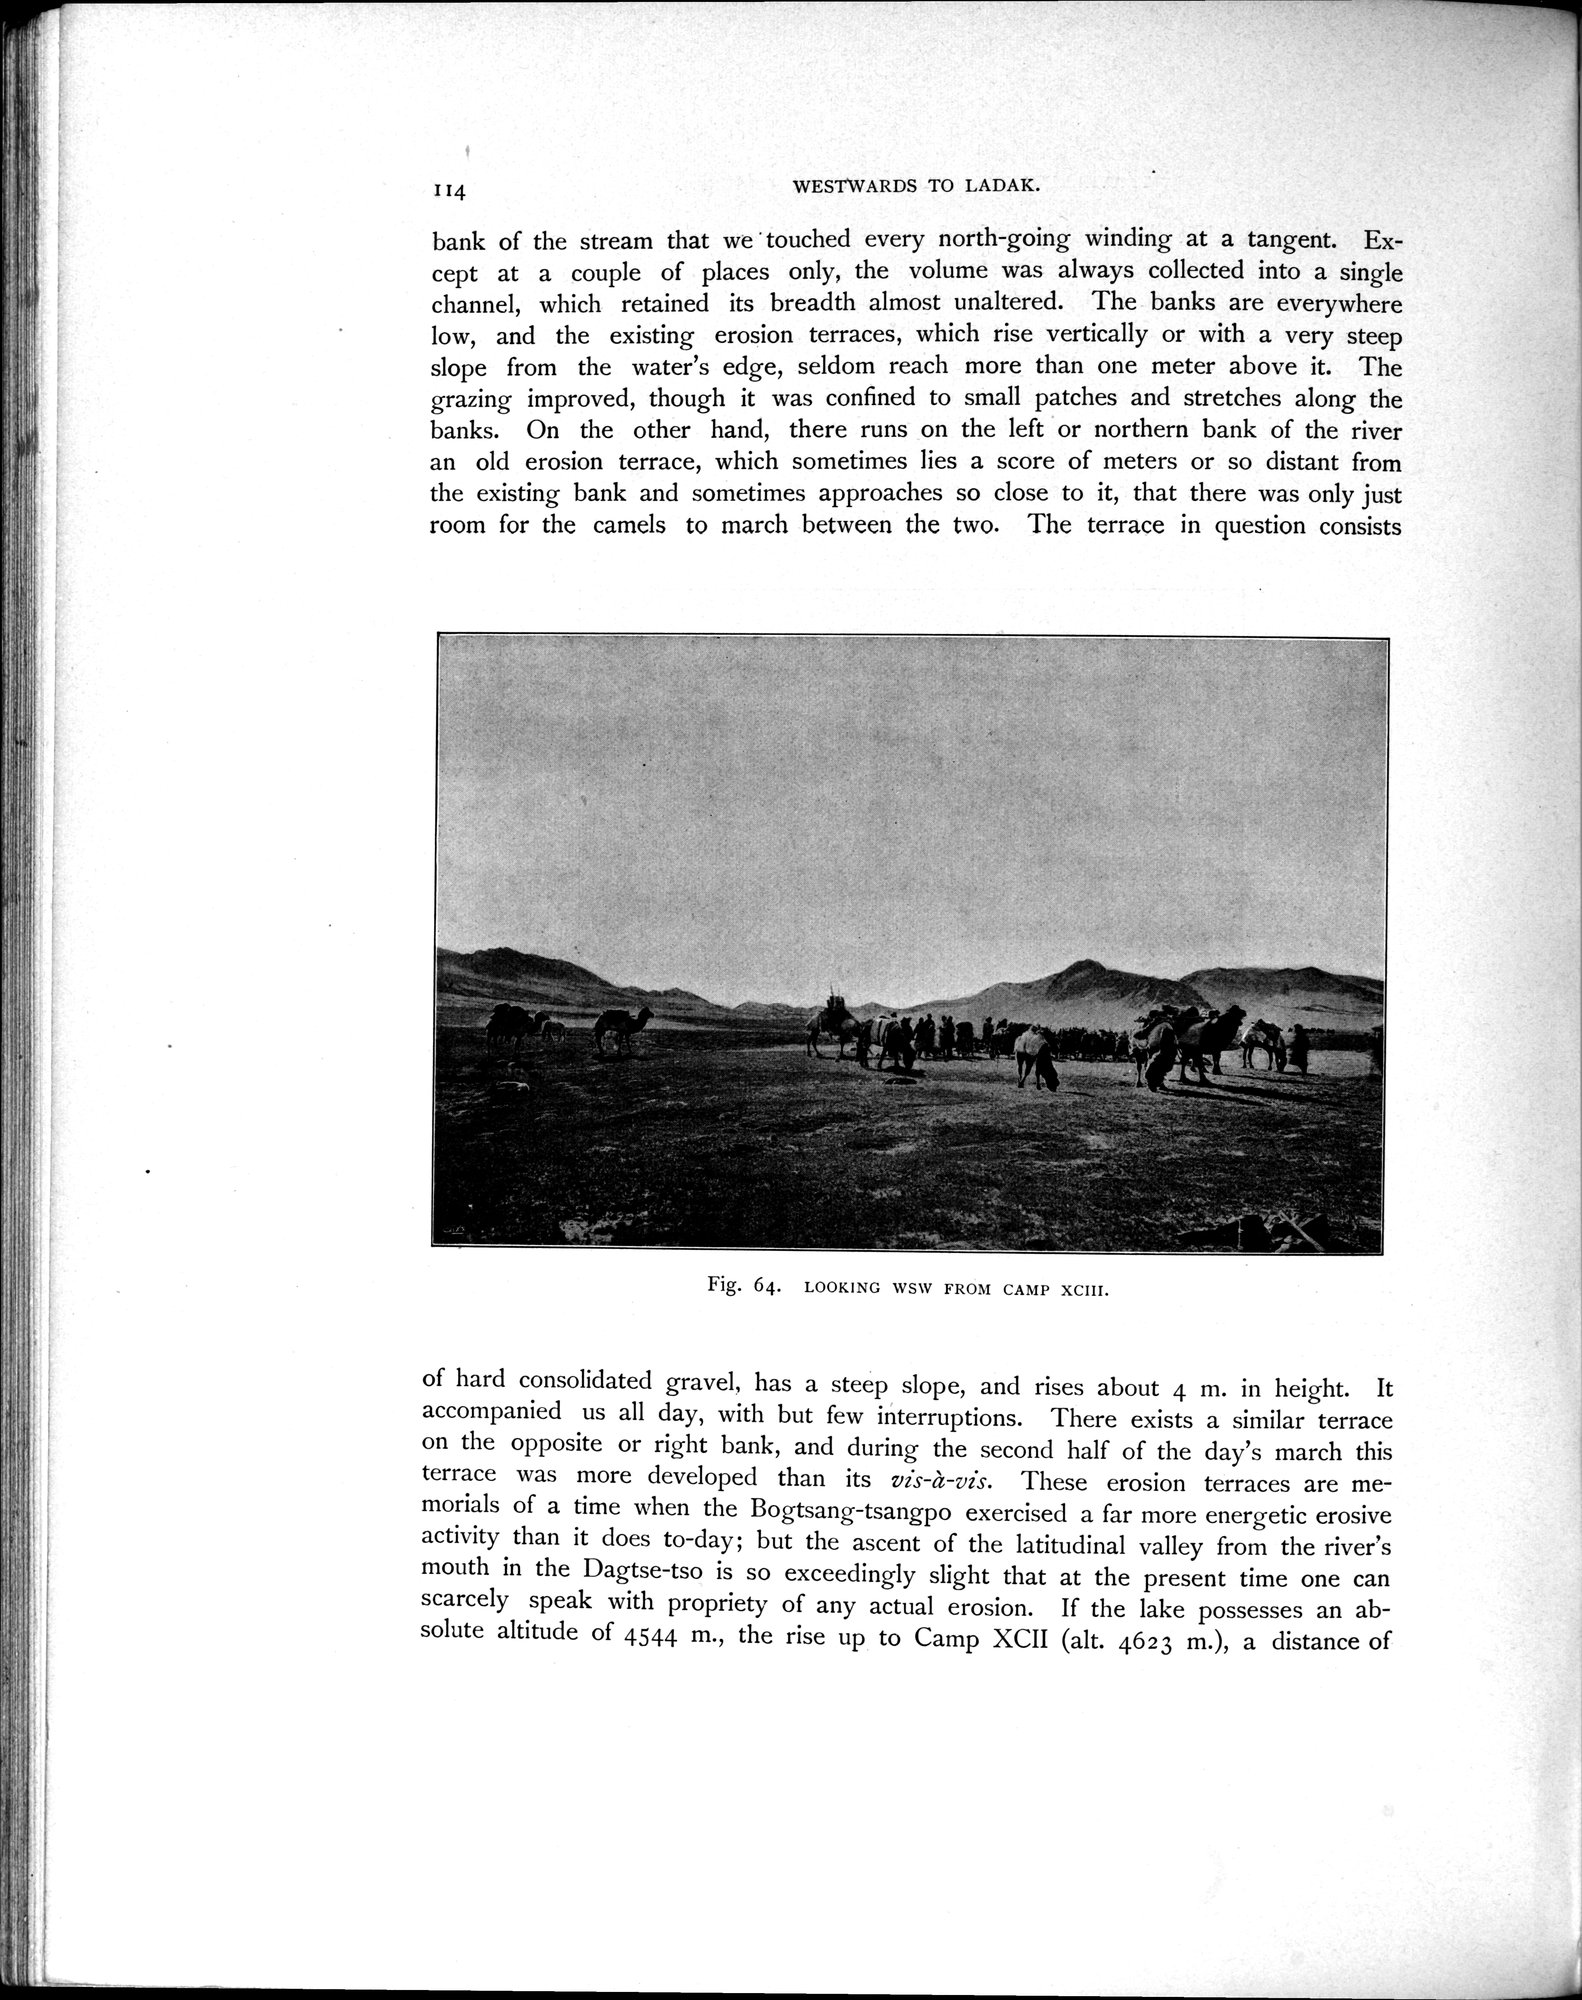 114
WESTWARDS TO LADAK.
bank of the stream that we touched every north-going winding at a tangent. Ex-
cept at a couple of places only, the volume was always collected into a single
channel, which retained its breadth almost unaltered. The banks are everywhere
low, and the existing erosion terraces, which rise vertically or with a very steep
slope from the water's edge, seldom reach more than one meter above it. The
grazing improved, though it was confined to small patches and stretches along the
banks. On the other hand, there runs on the left or northern bank of the river
an old erosion terrace, which sometimes lies a score of meters or so distant from
the existing bank and sometimes approaches so close to it, that there was only just
room for the camels to march between the two. The terrace in question consists
Fig. 64. LOOKING WSW FROM CAMP XCIII.
of hard consolidated gravel, has a steep slope, and rises about 4 m. in height. It
accompanied us all day, with but few interruptions. There exists a similar terrace
on the opposite or right bank, and during the second half of the day's march this
terrace was more developed than its vis-à-vis. These erosion terraces are me-
morials of a time when the Bogtsang-tsangpo exercised a far more energetic erosive
activity than it does to-day; but the ascent of the latitudinal valley from the river's
mouth in the Dagtse-tso is so exceedingly slight that at the present time one can
scarcely speak with propriety of any actual erosion. If the lake possesses an ab-
solute altitude of 4544 m., the rise up to Camp XCII (alt. 4623 m.), a distance of